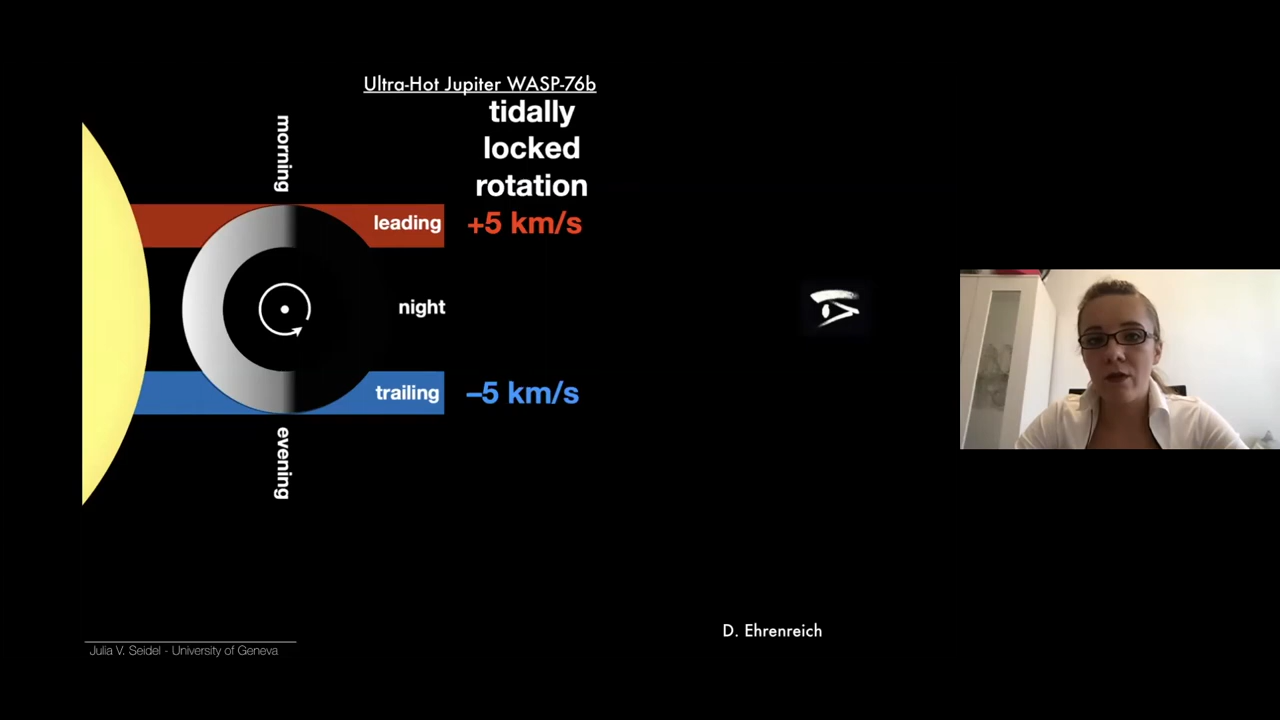 Ultra-Hot Jupiter WASP-76b
tidally
locked
rotation
morning
leading
+5 km/s
night
trailing
–5 km/s
evening
D. Ehrenreich
Julia V. Seidel - University of Geneva